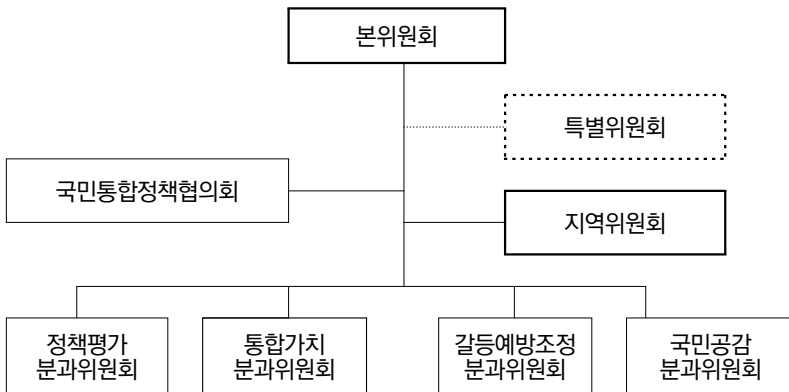 본위원회
특별위원회
국민통합정책협의회
지역위원회
정책평가
분과위원회
통합가치
분과위원회
갈등예방조정
분과위원회
국민공감
분과위원회